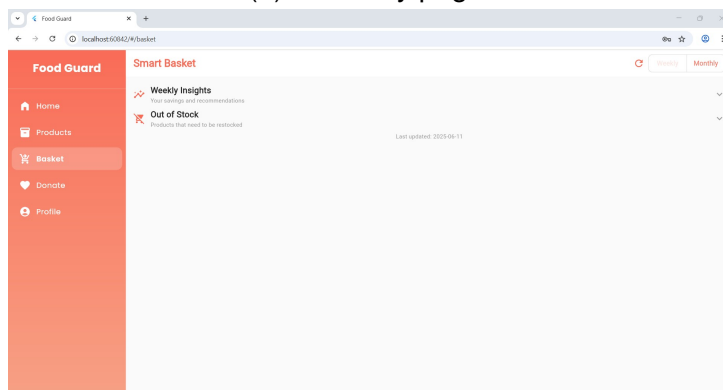 Food Guard
localhost:60842/#/basket
Food Guard
Smart Basket
Weekly Monthly
Home
Products
Basket
Donate
Profile
Weekly Insights
Your savings and recommendations
Out of Stock
Products that need to be restocked
Last updated: 2025-06-11